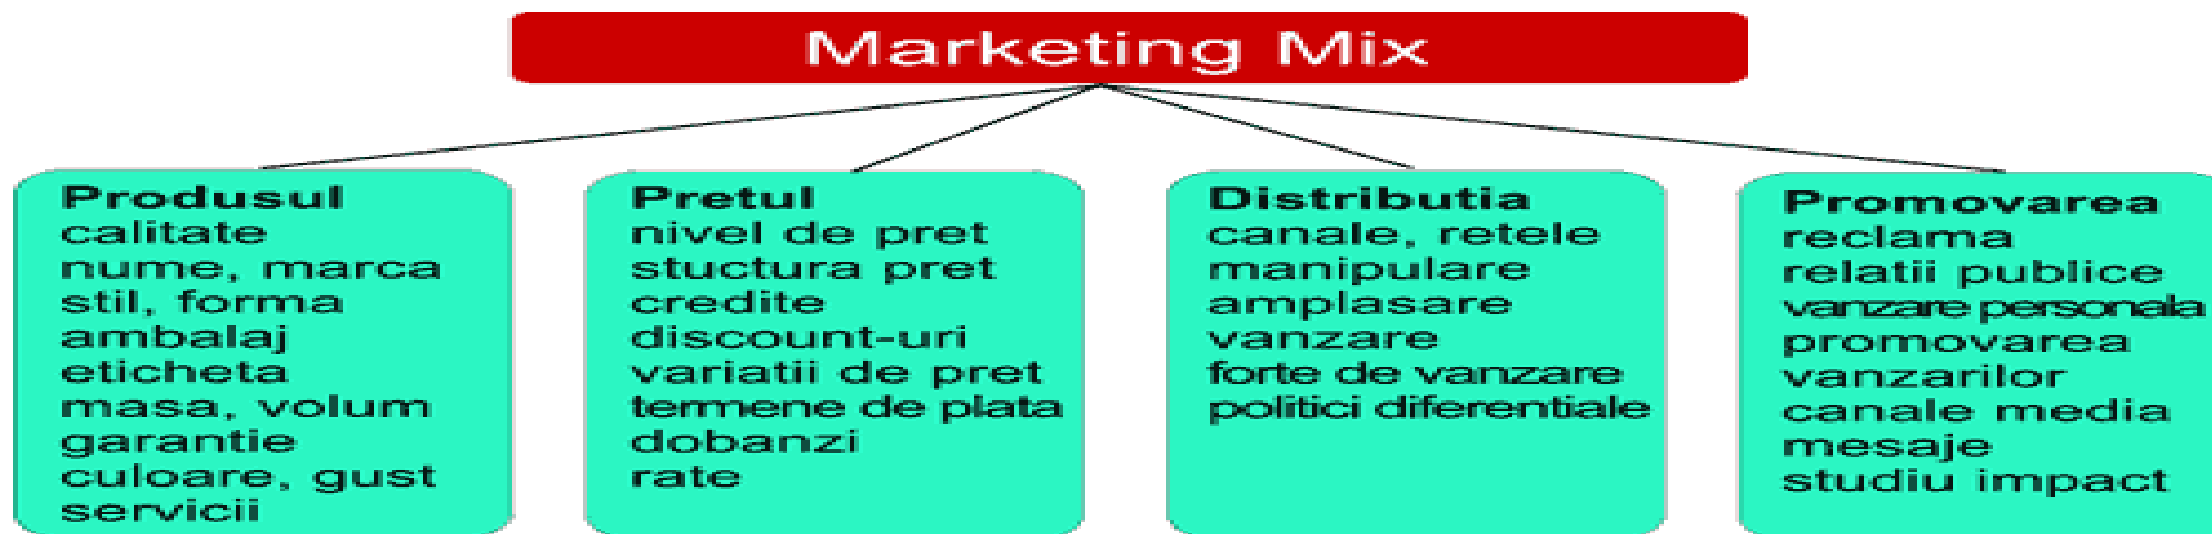 Marketing Mix
Produsul
calitate
nume, marca
stil, forma
ambalaj
eticheta
masa, volum
garantie
culoare, gust
servicii
Pretul
nivel de pret
stuctura pret
credite
discount-uri
variatii de pret
termene de plata
dobanzi
rate
Distributia
canale, retele
manipulare
amplasare
vanzare
forte de vanzare
politici diferentiale
Promovarea
reclama
relatii publice
vanzare personala
promovarea
vanzarilor
canale media
mesaje
studiu impact